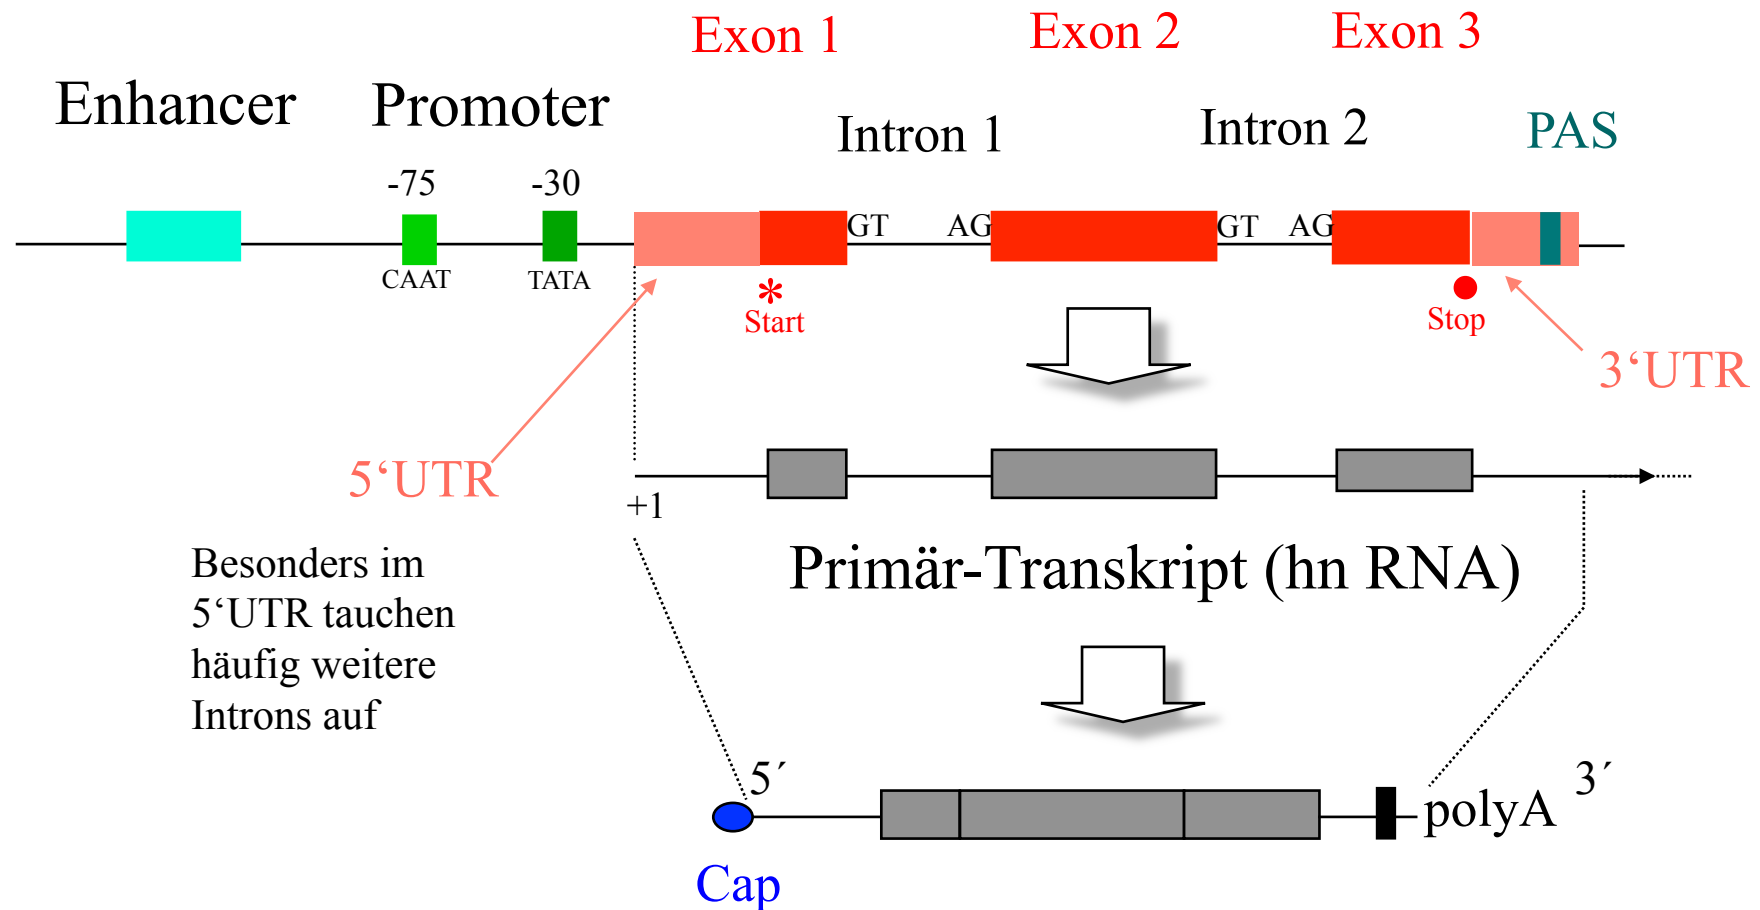 Exon 1
Exon 2
Exon 3
Enhancer
Promoter
Intron 1
Intron 2
PAS
-75
-30
GT
AG
GT
AG
CAAT
TATA
*
Start
Stop
3‘UTR
5‘UTR
+1
Besonders im
5‘UTR tauchen
häufig weitere
Introns auf
Primär-Transkript (hn RNA)
5´
3´
polyA
Cap